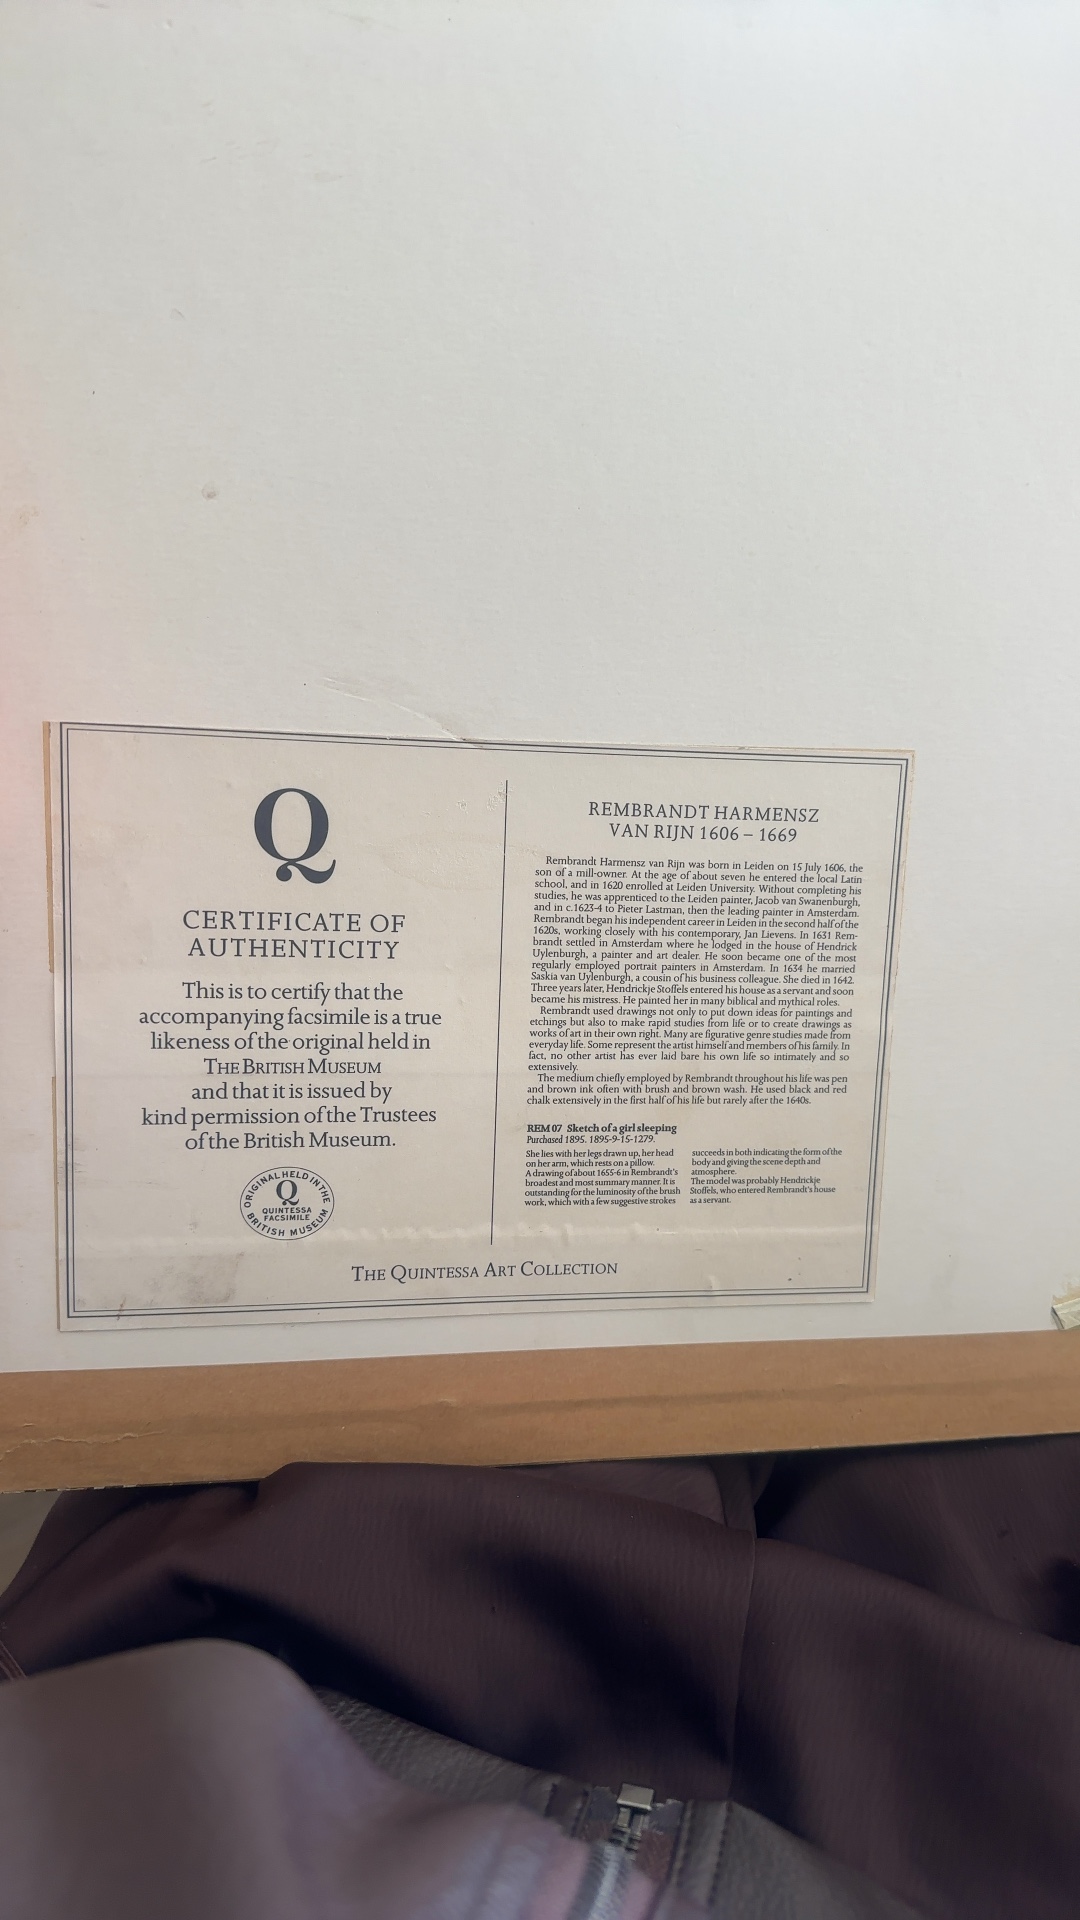 Q
CERTIFICATE OF
AUTHENTICITY
This is to certify that the
accompanying facsimile is a true
likeness of the original held in
THE BRITISH MUSEUM
and that it is issued by
kind permission of the Trustees
of the British Museum.
ORIGINAL HELD IN THE
Q
QUINTESSA
FACSIMILE
BRITISH MUSEUM
REMBRANDT HARMENSZ
VAN RIJN 1606 – 1669
Rembrandt Harmensz van Rijn was born in Leiden on 15 July 1606, the
son of a mill-owner. At the age of about seven he entered the local Latin
school, and in 1620 enrolled at Leiden University. Without completing his
studies, he was apprenticed to the Leiden painter, Jacob van Swanenburgh,
and in c.1623-4 to Pieter Lastman, then the leading painter in Amsterdam.
Rembrandt began his independent career in Leiden in the second half of the
1620s, working closely with his contemporary, Jan Lievens. In 1631 Rem-
brandt settled in Amsterdam where he lodged in the house of Hendrick
Uylenburgh, a painter and art dealer. He soon became one of the most
regularly employed portrait painters in Amsterdam. In 1634 he married
Saskia van Uylenburgh, a cousin of his business colleague. She died in 1642.
Three years later, Hendrickje Stoffels entered his house as a servant and soon
became his mistress. He painted her in many biblical and mythical roles.
Rembrandt used drawings not only to put down ideas for paintings and
etchings but also to make rapid studies from life or to create drawings as
works of art in their own right. Many are figurative genre studies made from
everyday life. Some represent the artist himself and members of his family. In
fact, no other artist has ever laid bare his own life so intimately and so
extensively.
The medium chiefly employed by Rembrandt throughout his life was pen
and brown ink often with brush and brown wash. He used black and red
chalk extensively in the first half of his life but rarely after the 1640s.
REM 07 Sketch of a girl sleeping
Purchased 1895. 1895-9-15-1279.
She lies with her legs drawn up, her head
on her arm, which rests on a pillow.
A drawing of about 1655-6 in Rembrandt's
broadest and most summary manner. It is
outstanding for the luminosity of the brush
work, which with a few suggestive strokes
succeeds in both indicating the form of the
body and giving the scene depth and
atmosphere.
The model was probably Hendrickje
Stoffels, who entered Rembrandt's house
as a servant.
THE QUINTESSA ART COLLECTION